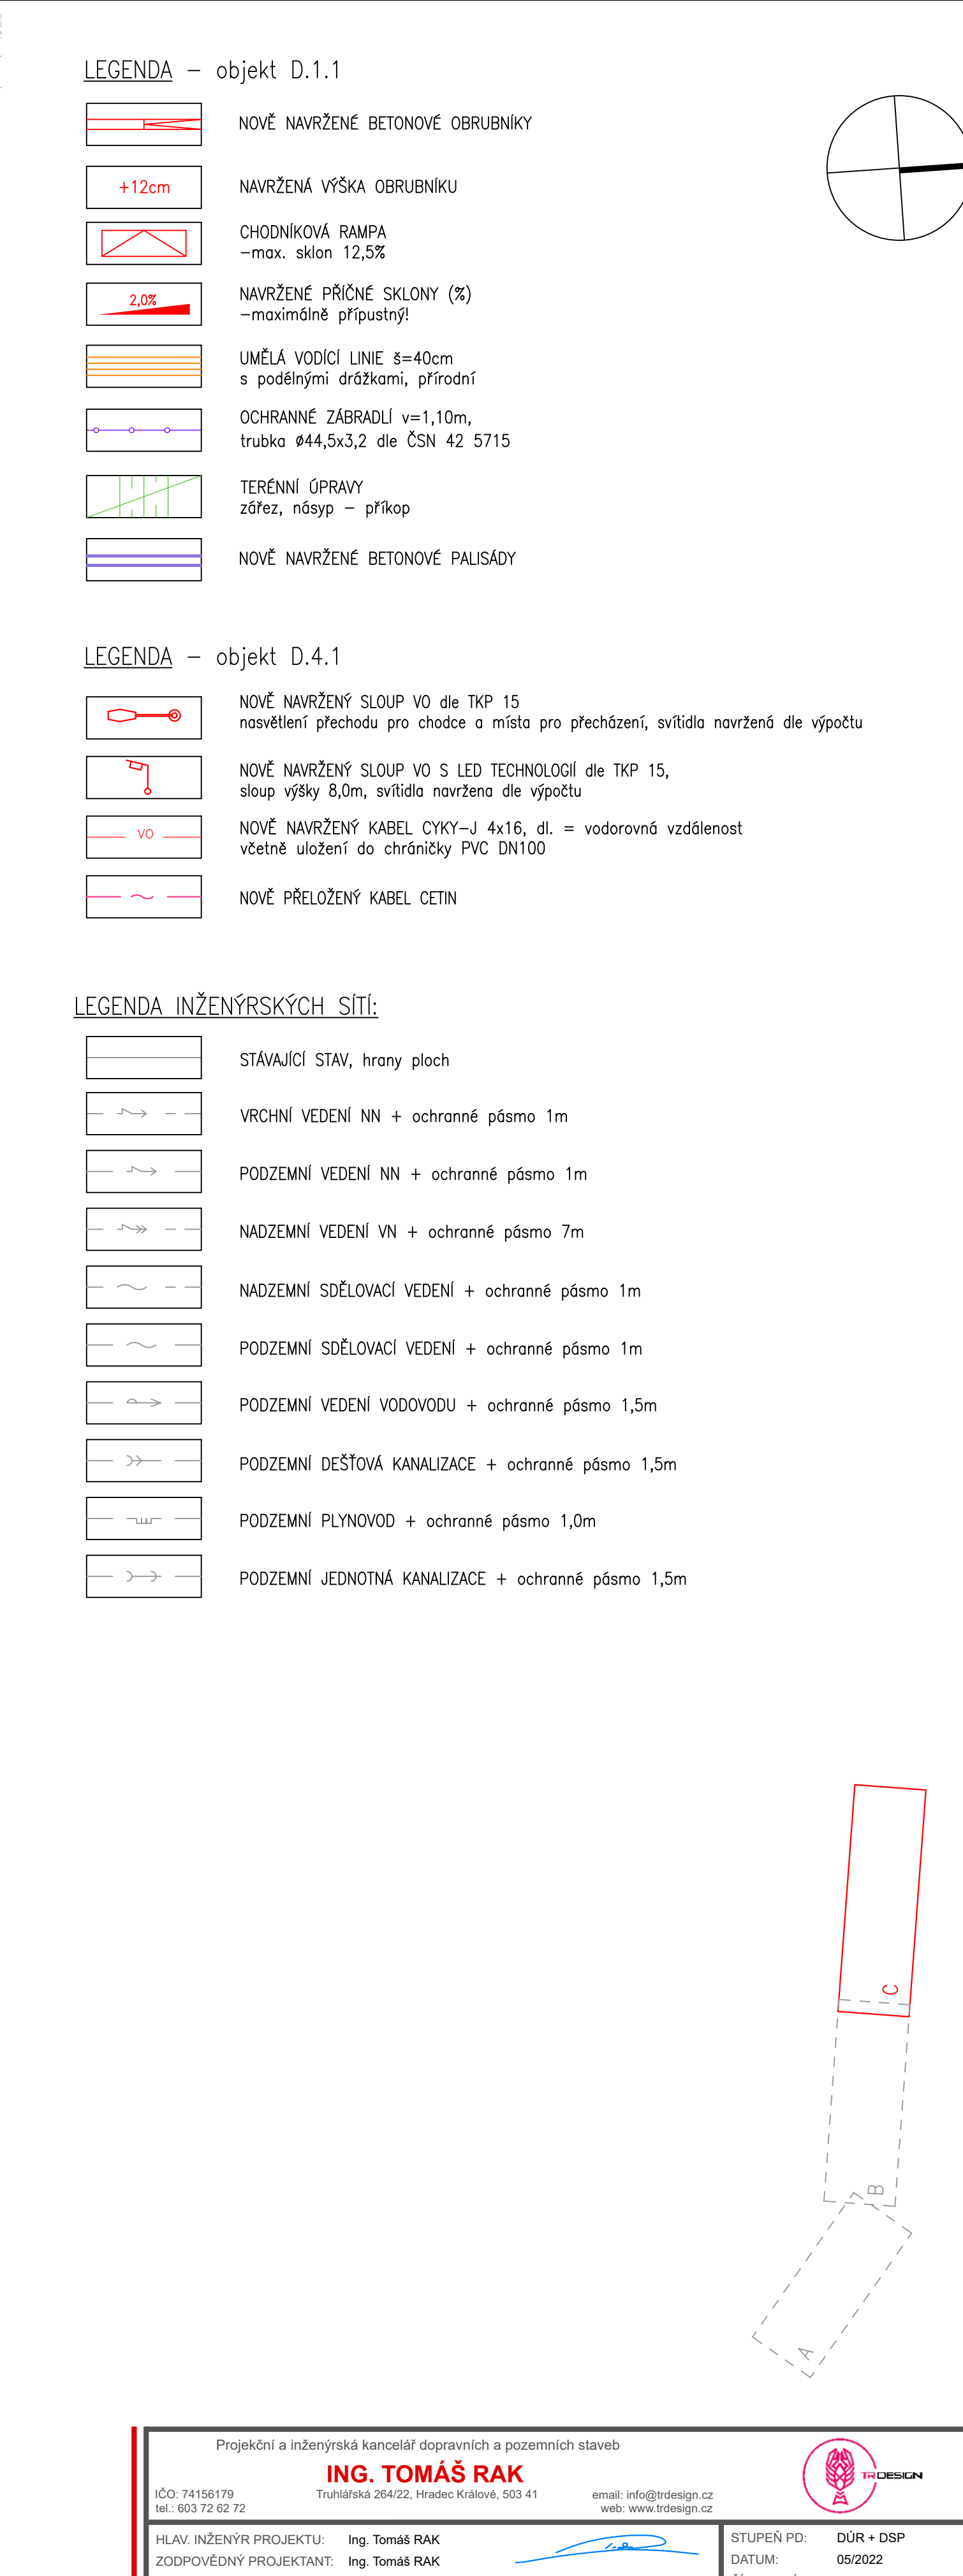 LEGENDA – objekt D.1.1
NOVĚ NAVRŽENÉ BETONOVÉ OBRUBNÍKY
+12cm
NAVRŽENÁ VÝŠKA OBRUBNÍKU
CHODNÍKOVÁ RAMPA
–max. sklon 12,5%
2,0%
NAVRŽENÉ PŘÍČNÉ SKLONY (%)
–maximálně přípustný!
UMĚLÁ VODÍCÍ LINIE š=40cm
s podélnými drážkami, přírodní
OCHRANNÉ ZÁBRADLÍ v=1,10m,
trubka ø44,5x3,2 dle ČSN 42 5715
TERÉNNÍ ÚPRAVY
zářez, násyp – příkop
NOVĚ NAVRŽENÉ BETONOVÉ PALISÁDY
LEGENDA – objekt D.4.1
NOVĚ NAVRŽENÝ SLOUP VO dle TKP 15
nasvětlení přechodu pro chodce a místa pro přecházení, svítidla navržená dle výpočtu
NOVĚ NAVRŽENÝ SLOUP VO S LED TECHNOLOGIÍ dle TKP 15,
sloup výšky 8,0m, svítidla navržena dle výpočtu
VO
NOVĚ NAVRŽENÝ KABEL CYKY–J 4x16, dl. = vodorovná vzdálenost
včetně uložení do chráničky PVC DN100
NOVĚ PŘELOŽENÝ KABEL CETIN
LEGENDA INŽENÝRSKÝCH SÍTÍ:
STÁVAJÍCÍ STAV, hrany ploch
VRCHNÍ VEDENÍ NN + ochranné pásmo 1m
PODZEMNÍ VEDENÍ NN + ochranné pásmo 1m
NADZEMNÍ VEDENÍ VN + ochranné pásmo 7m
NADZEMNÍ SDĚLOVACÍ VEDENÍ + ochranné pásmo 1m
PODZEMNÍ SDĚLOVACÍ VEDENÍ + ochranné pásmo 1m
PODZEMNÍ VEDENÍ VODOVODU + ochranné pásmo 1,5m
PODZEMNÍ DEŠŤOVÁ KANALIZACE + ochranné pásmo 1,5m
PODZEMNÍ PLYNOVOD + ochranné pásmo 1,0m
PODZEMNÍ JEDNOTNÁ KANALIZACE + ochranné pásmo 1,5m
C
B
A
Projekční a inženýrská kancelář dopravních a pozemních staveb
ING. TOMÁŠ RAK
IČO: 74156179
Truhlářská 264/22, Hradec Králové, 503 41
email: info@trdesign.cz
tel.: 603 72 62 72
web: www.trdesign.cz
TRDESIGN
HLAV. INŽENÝR PROJEKTU: Ing. Tomáš RAK
ZODPOVĚDNÝ PROJEKTANT: Ing. Tomáš RAK
STUPEŇ PD: DÚR + DSP
DATUM: 05/2022